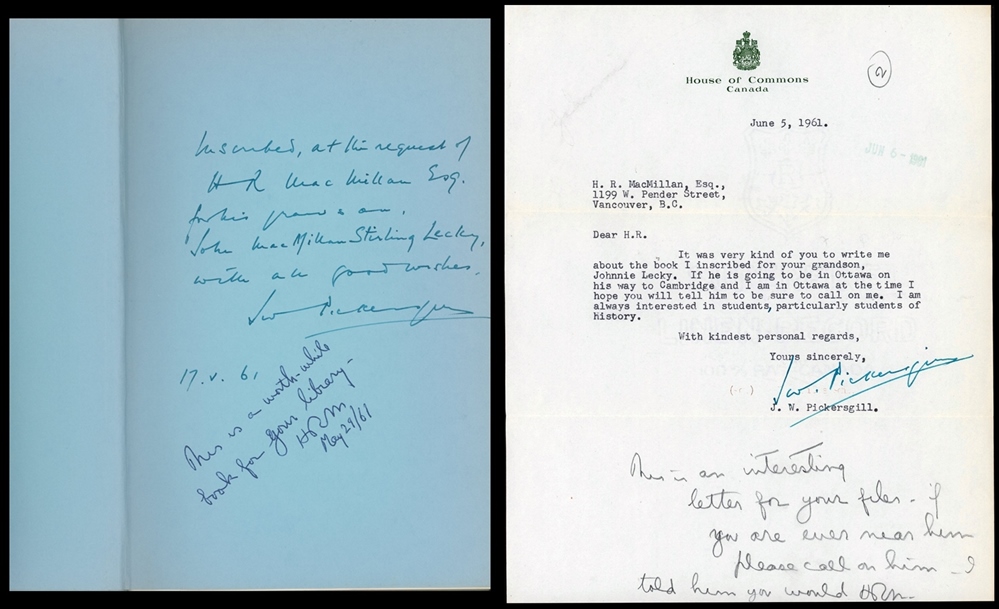 Inscribed, at the request of
H R MacMillan Esq.
for his grandson,
John MacMillan Stirling Lecky,
with all good wishes.
JW Pickersgill
17. v. 61
This is a worth-while
book for your library -
HRM
May 29/61
House of Commons
Canada
2
June 5, 1961.
JUN 6 - 1961
H. R. MacMillan, Esq.,
1199 W. Pender Street,
Vancouver, B.C.
Dear H.R.
It was very kind of you to write me
about the book I inscribed for your grandson,
Johnnie Lecky. If he is going to be in Ottawa on
his way to Cambridge and I am in Ottawa at the time I
hope you will tell him to be sure to call on me. I am
always interested in students, particularly students of
history.
With kindest personal regards,
Yours sincerely,
JW. Pickersgill
J. W. Pickersgill.
This is an interesting
letter for your files - if
you are ever near him
please call on him - I
told him you would HRM.